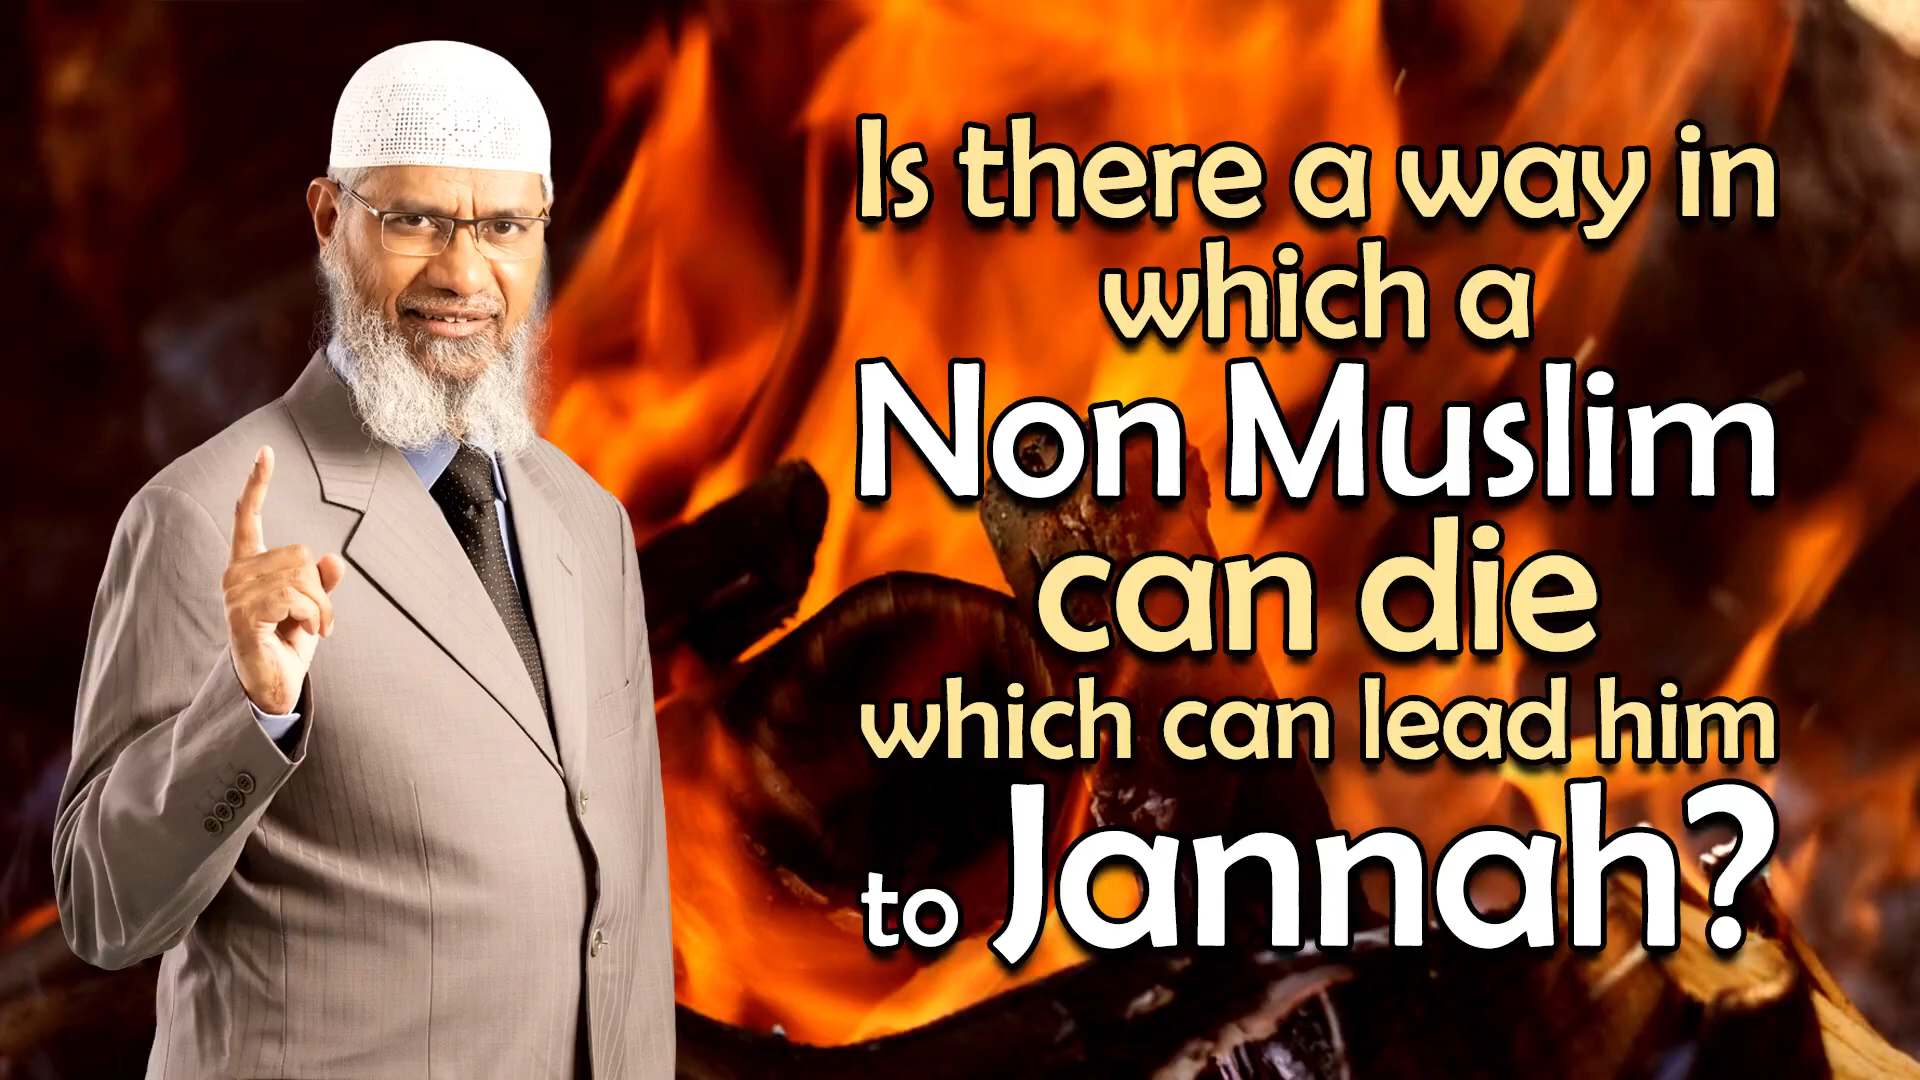 Is there a way in
which a
Non Muslim
can die
which can lead him
to Jannah?